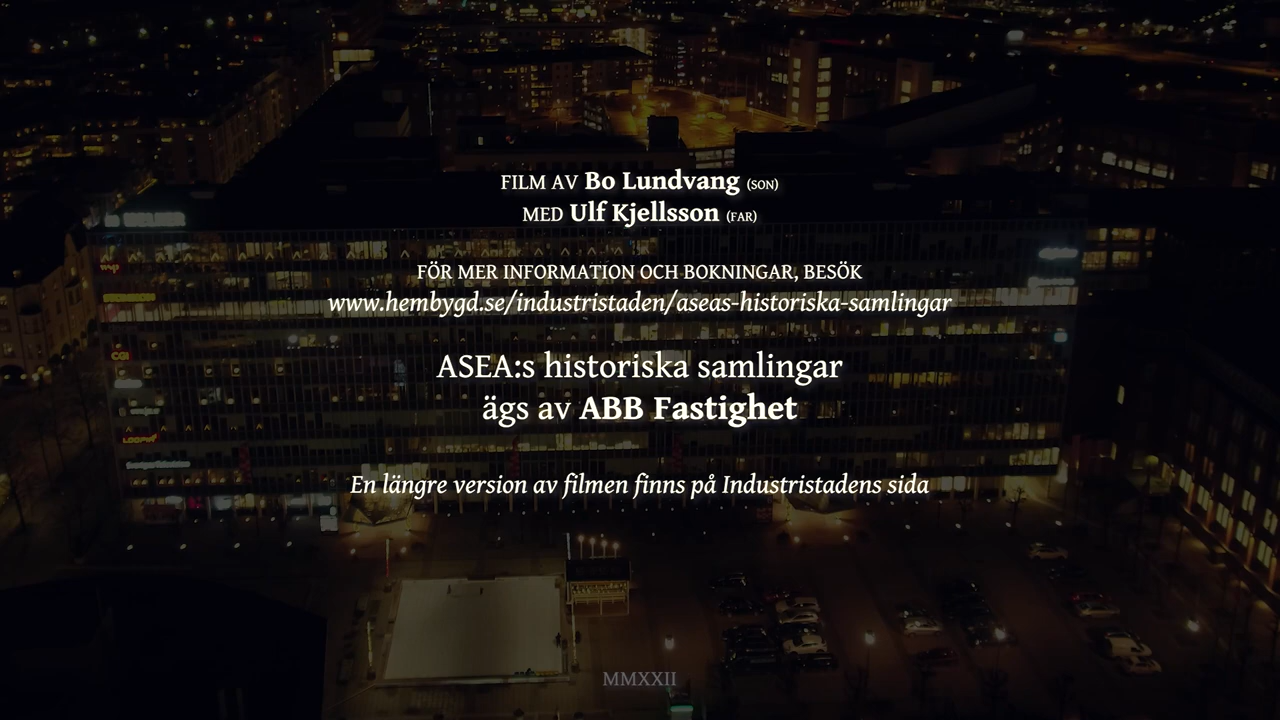 FILM AV Bo Lundvang (SON)
MED Ulf Kjellsson (FAR)
FÖR MER INFORMATION OCH BOKNINGAR, BESÖK
www.hembygd.se/industristaden/aseas-historiska-samlingar
ASEA:s historiska samlingar
ägs av ABB Fastighet
En längre version av filmen finns på Industristadens sida
MMXXII
wsp
CGI